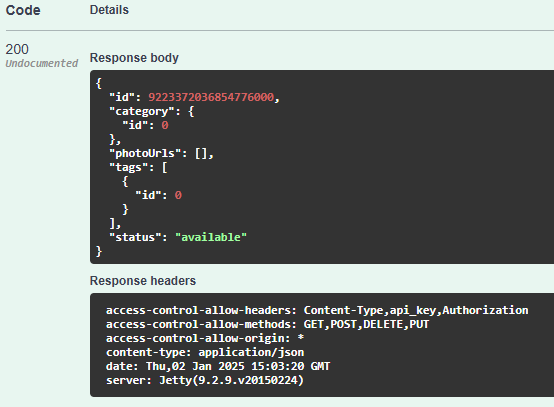 Code Details
200
Undocumented
Response body
{
  "id": 9223372036854776000,
  "category": {
    "id": 0
  },
  "photoUrls": [],
  "tags": [
    {
      "id": 0
    }
  ],
  "status": "available"
}
Response headers
access-control-allow-headers: Content-Type,api_key,Authorization
access-control-allow-methods: GET,POST,DELETE,PUT
access-control-allow-origin: *
content-type: application/json
date: Thu,02 Jan 2025 15:03:20 GMT
server: Jetty(9.2.9.v20150224)